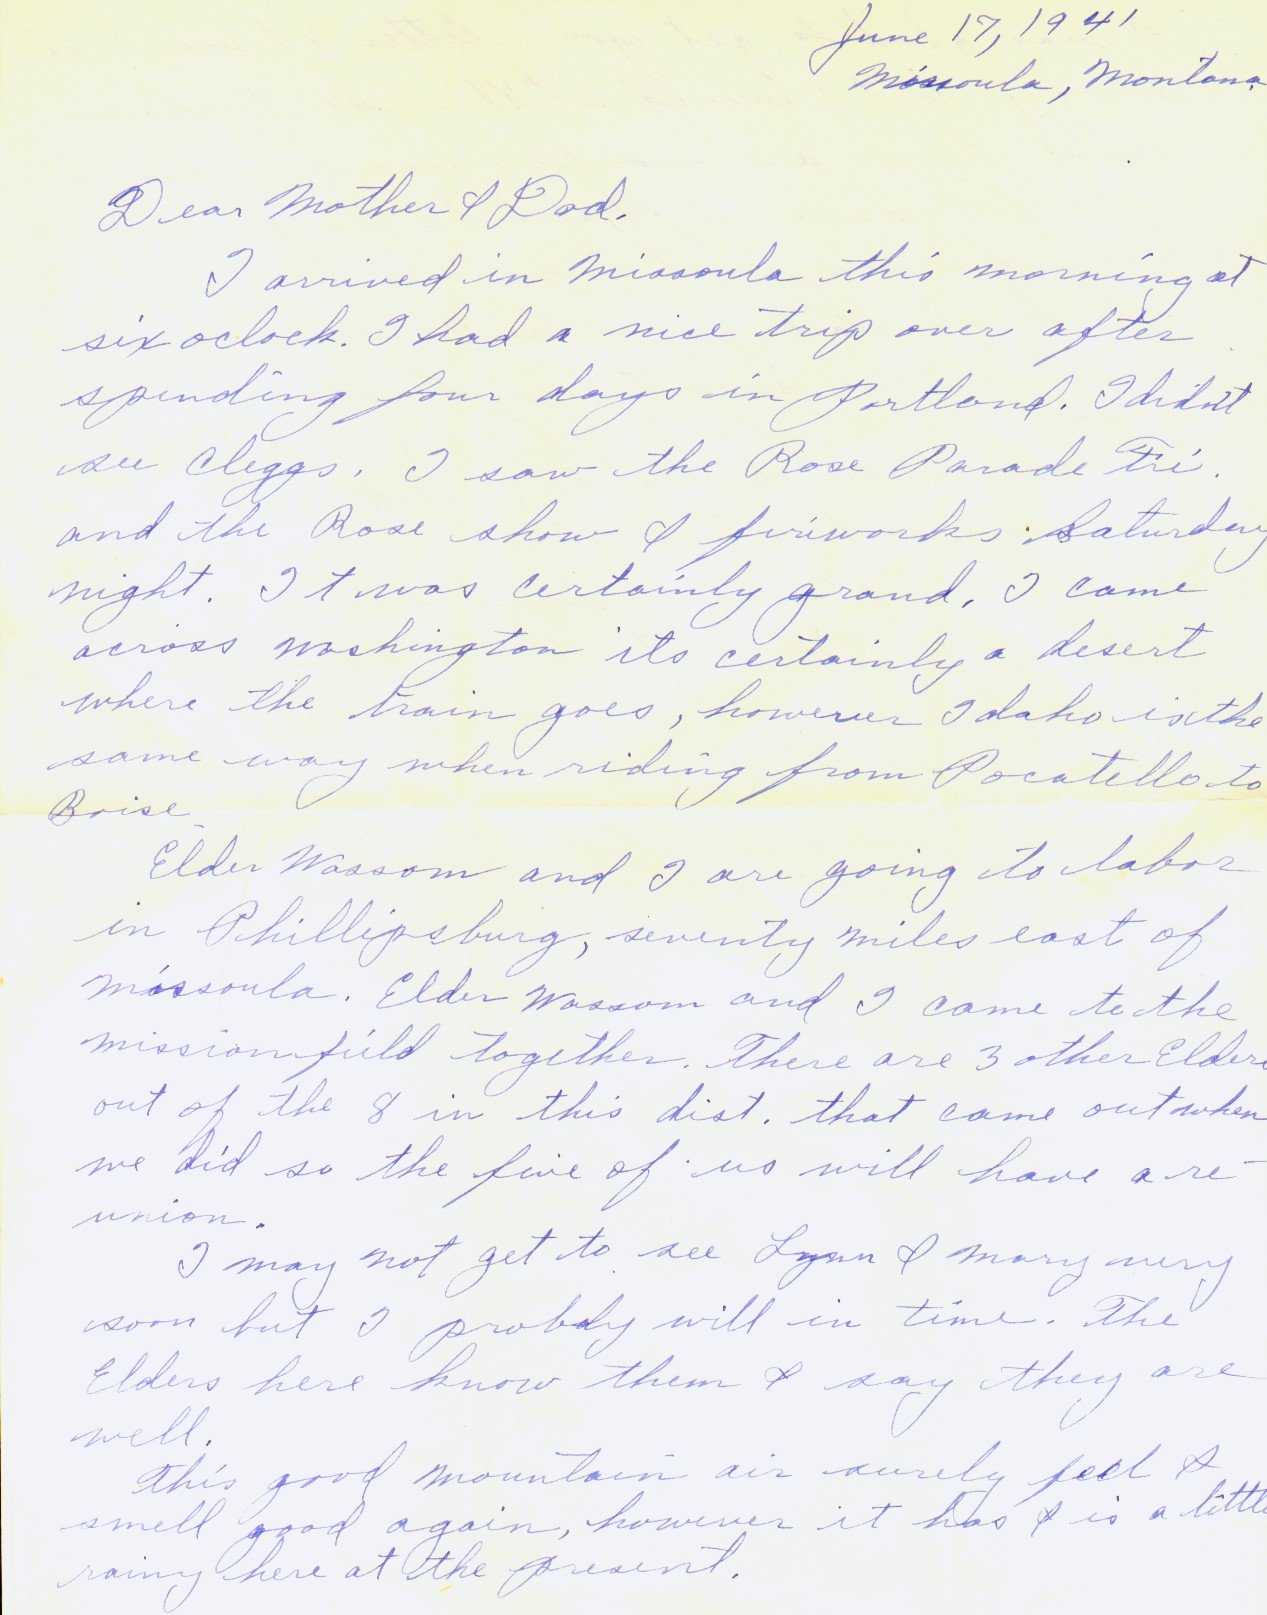 June 17, 1941
Missoula, Montana.
Dear Mother & Dad.
I arrived in Missoula this morning at
six oclock. I had a nice trip over after
spending four days in Portland. I didn't
see Cleggs. I saw the Rose Parade Fri.
and the Rose show & fireworks Saturday
night. It was certainly grand. I came
across Washington its certainly a desert
where the train goes, however Idaho is the
same way when riding from Pocatello to
Boise.
Elder Wassom and I are going to labor
in Phillipsburg, seventy miles east of
Missoula. Elder Wassom and I came to the
mission field together. There are 3 other Elders
out of the 8 in this dist. that came out when
we did so the five of us will have a re-
union.
I may not get to see Lynn & Mary very
soon but I probaly will in time. The
Elders here know them & say they are
well.
This good mountain air surely feel &
smell good again, however it has & is a little
rainy here at the present.